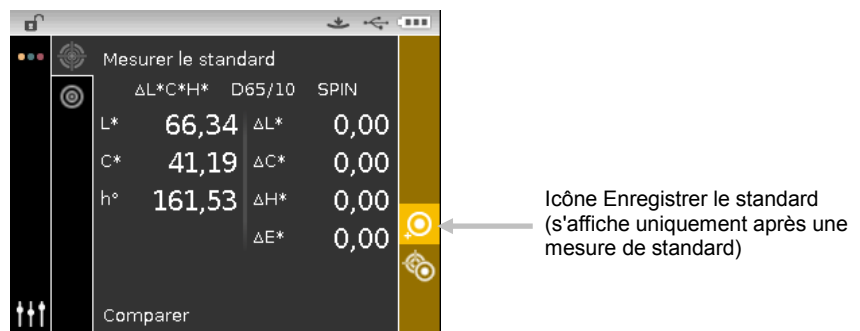 Mesurer le standard
ΔL*C*H* D65/10 SPIN
L* 66,34 ΔL* 0,00
C* 41,19 ΔC* 0,00
h° 161,53 ΔH* 0,00
ΔE* 0,00
Comparer
Icône Enregistrer le standard
(s'affiche uniquement après une
mesure de standard)